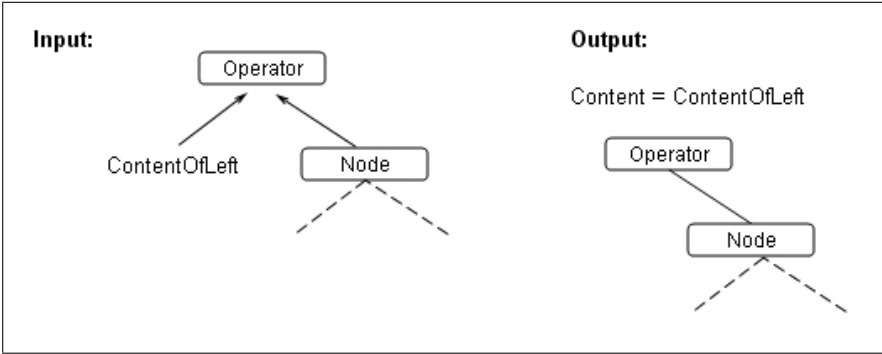 Input:
Operator
ContentOfLeft
Node
Output:
Content = ContentOfLeft
Operator
Node